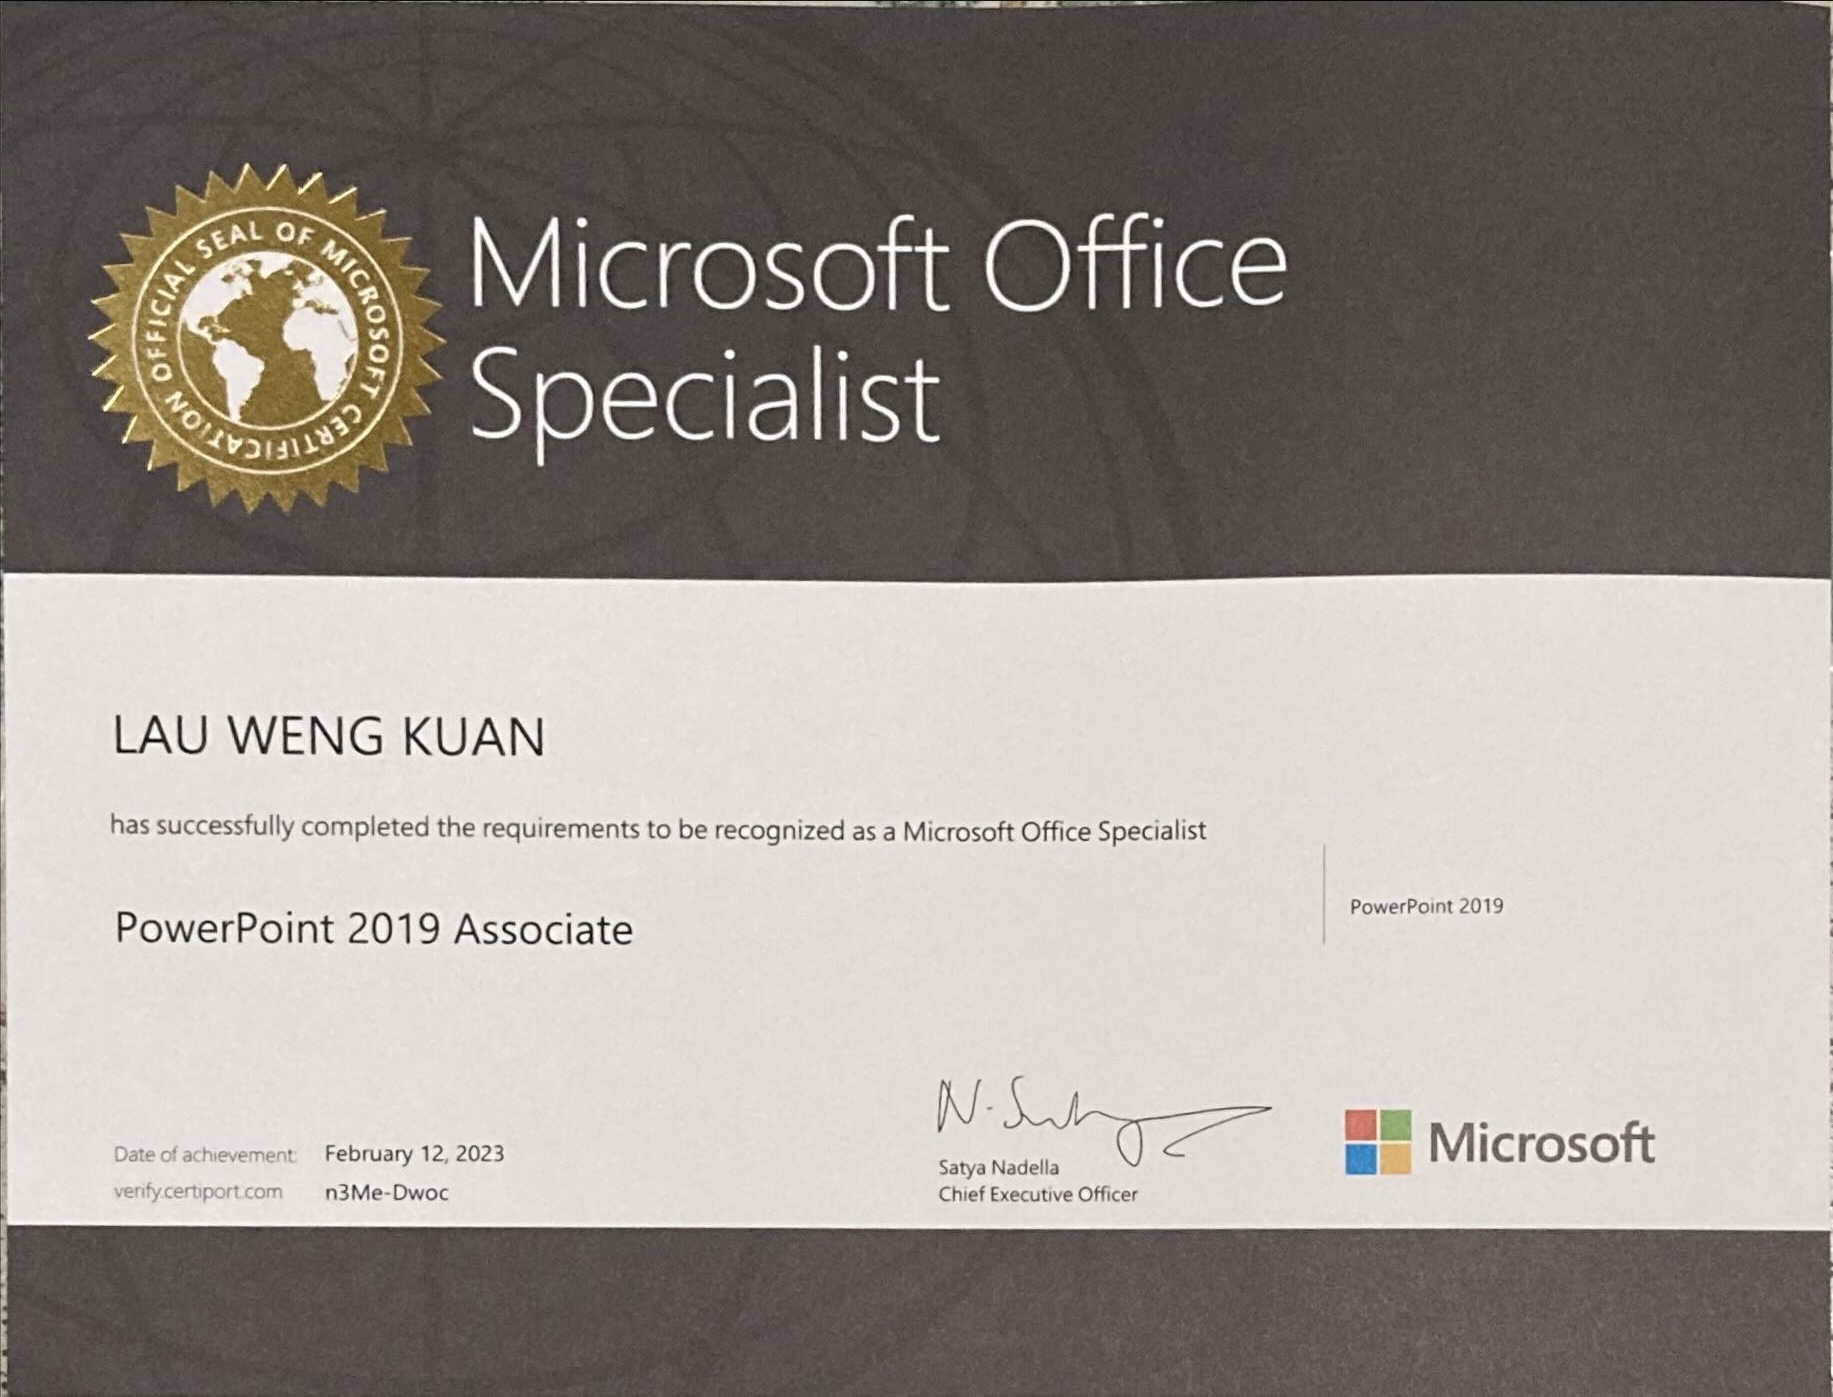 OFFICIAL SEAL OF MICROSOFT CERTIFICATION
Microsoft Office
Specialist
LAU WENG KUAN
has successfully completed the requirements to be recognized as a Microsoft Office Specialist
PowerPoint 2019 Associate
PowerPoint 2019
Date of achievement: February 12, 2023
verify.certiport.com n3Me-Dwoc
Satya Nadella
Chief Executive Officer
Microsoft